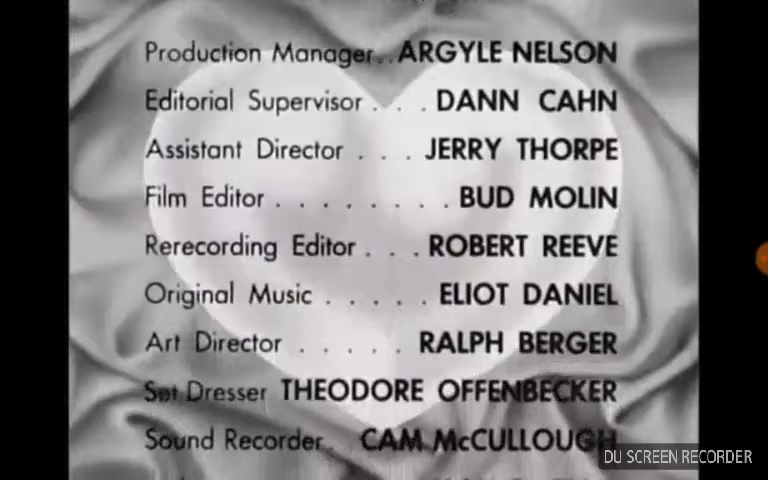 Production Manager. . ARGYLE NELSON
Editorial Supervisor . . . DANN CAHN
Assistant Director . . . JERRY THORPE
Film Editor . . . . . . . . BUD MOLIN
Rerecording Editor . . . ROBERT REEVE
Original Music . . . . . ELIOT DANIEL
Art Director . . . . . RALPH BERGER
Set Dresser THEODORE OFFENBECKER
Sound Recorder. CAM McCULLOUGH
DU SCREEN RECORDER